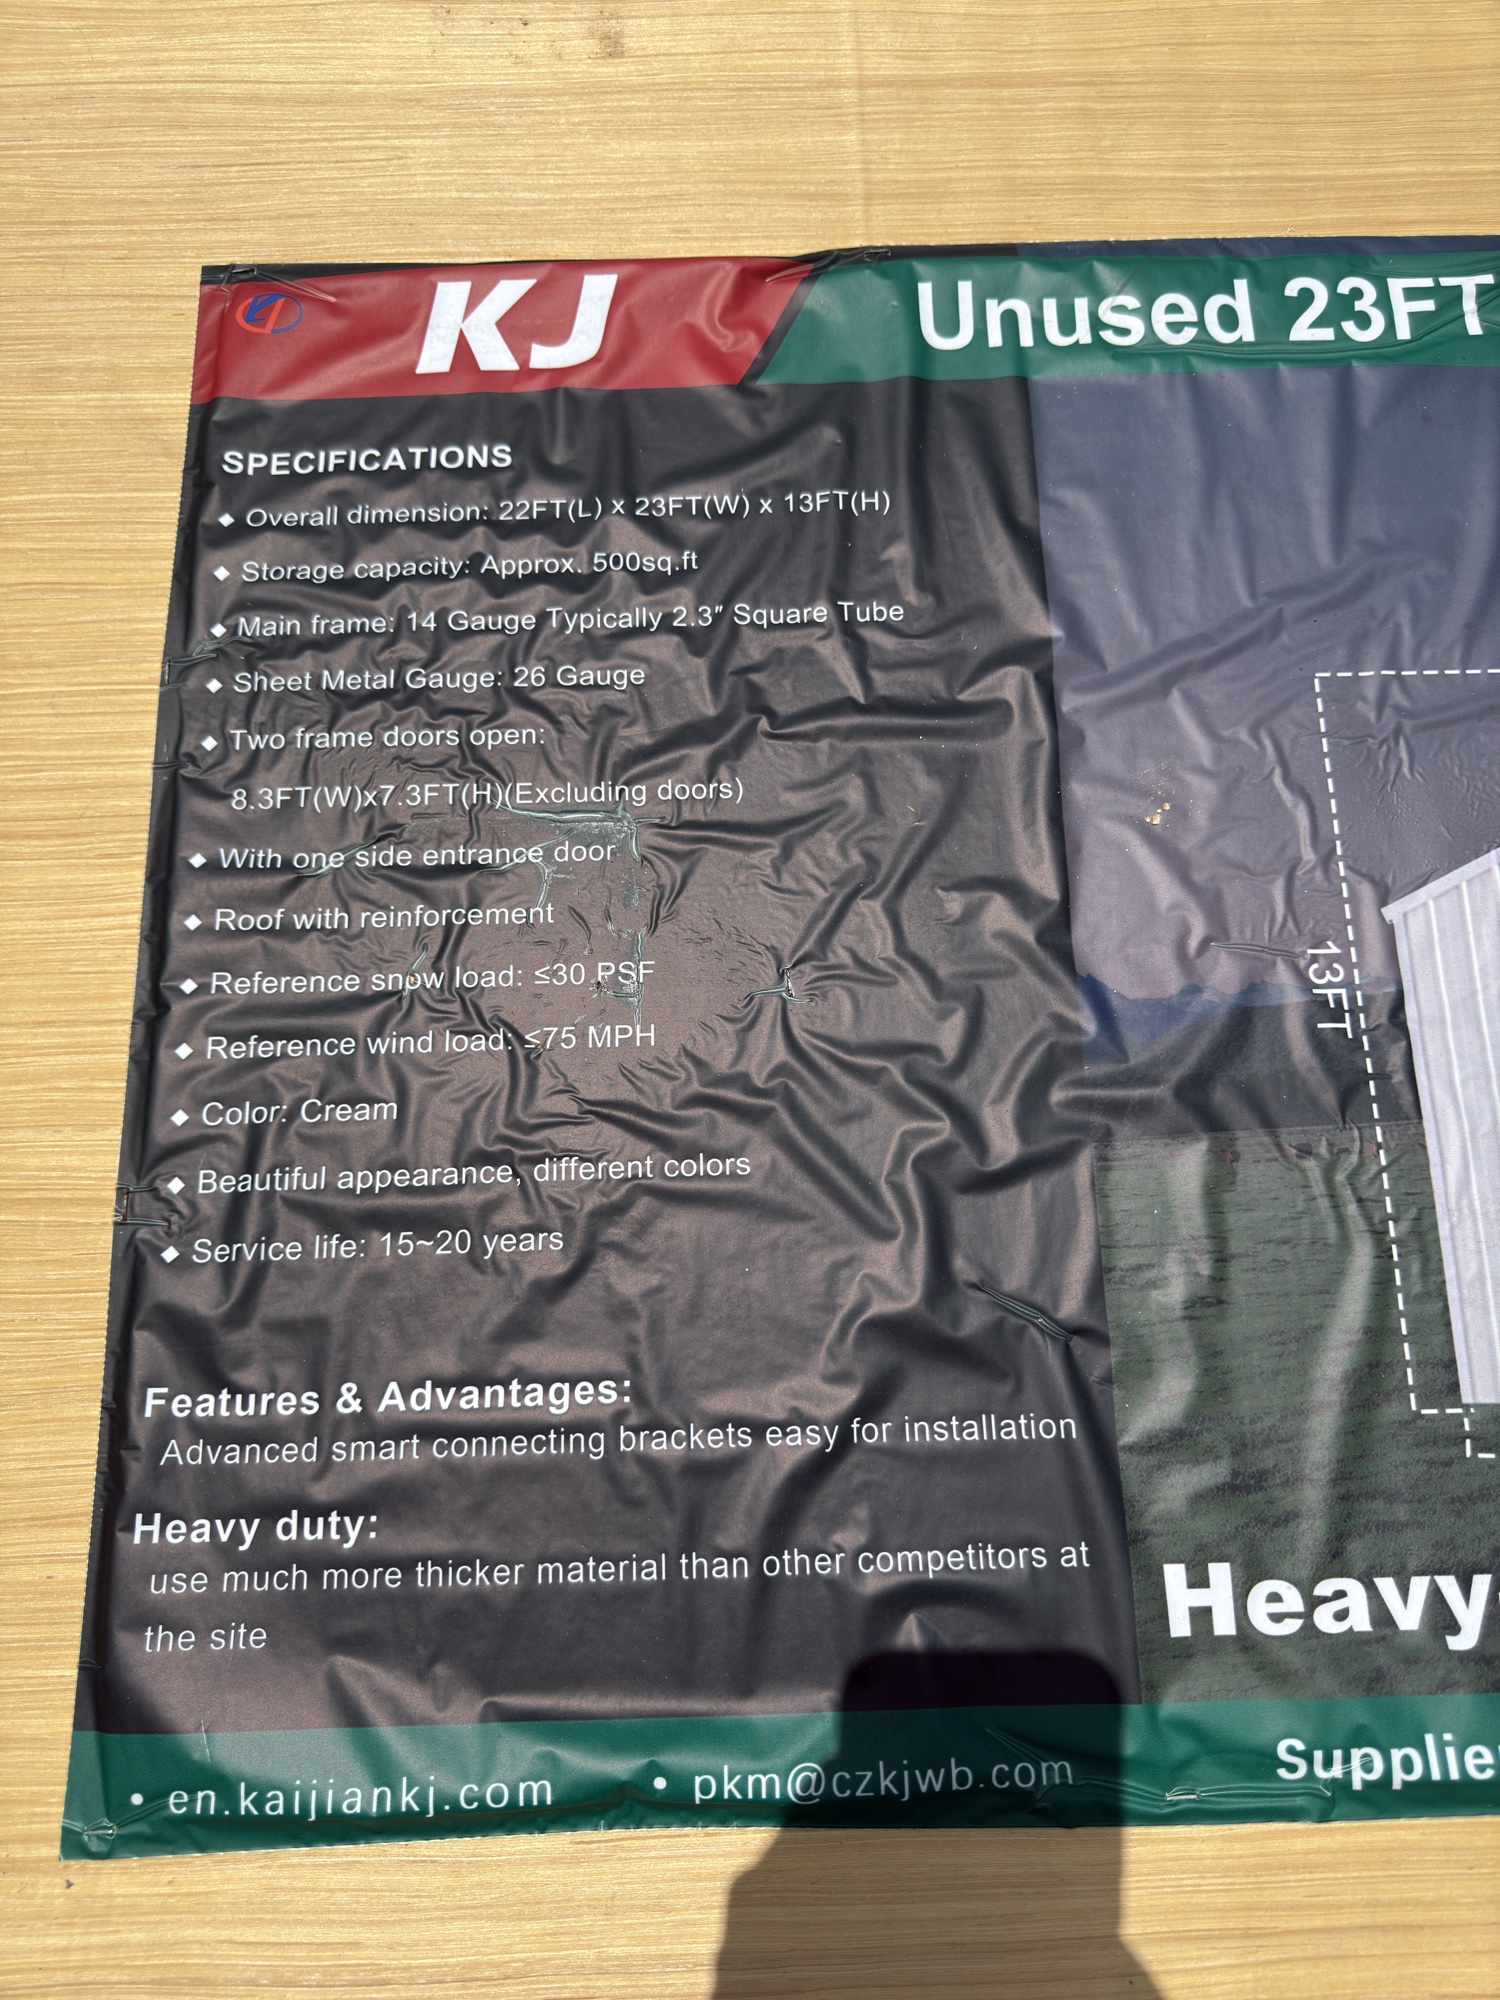 KJ
Unused 23FT
SPECIFICATIONS
◆ Overall dimension: 22FT(L) x 23FT(W) x 13FT(H)
◆ Storage capacity: Approx. 500sq.ft
◆ Main frame: 14 Gauge Typically 2.3″ Square Tube
◆ Sheet Metal Gauge: 26 Gauge
◆ Two frame doors open:
8.3FT(W)x7.3FT(H)(Excluding doors)
◆ With one side entrance door
◆ Roof with reinforcement
◆ Reference snow load: ≤30 PSF
◆ Reference wind load: ≤75 MPH
◆ Color: Cream
◆ Beautiful appearance, different colors
◆ Service life: 15~20 years
Features & Advantages:
Advanced smart connecting brackets easy for installation
Heavy duty:
use much more thicker material than other competitors at
the site
13FT
Heavy-
• en.kaijiankj.com • pkm@czkjwb.com
Supplie